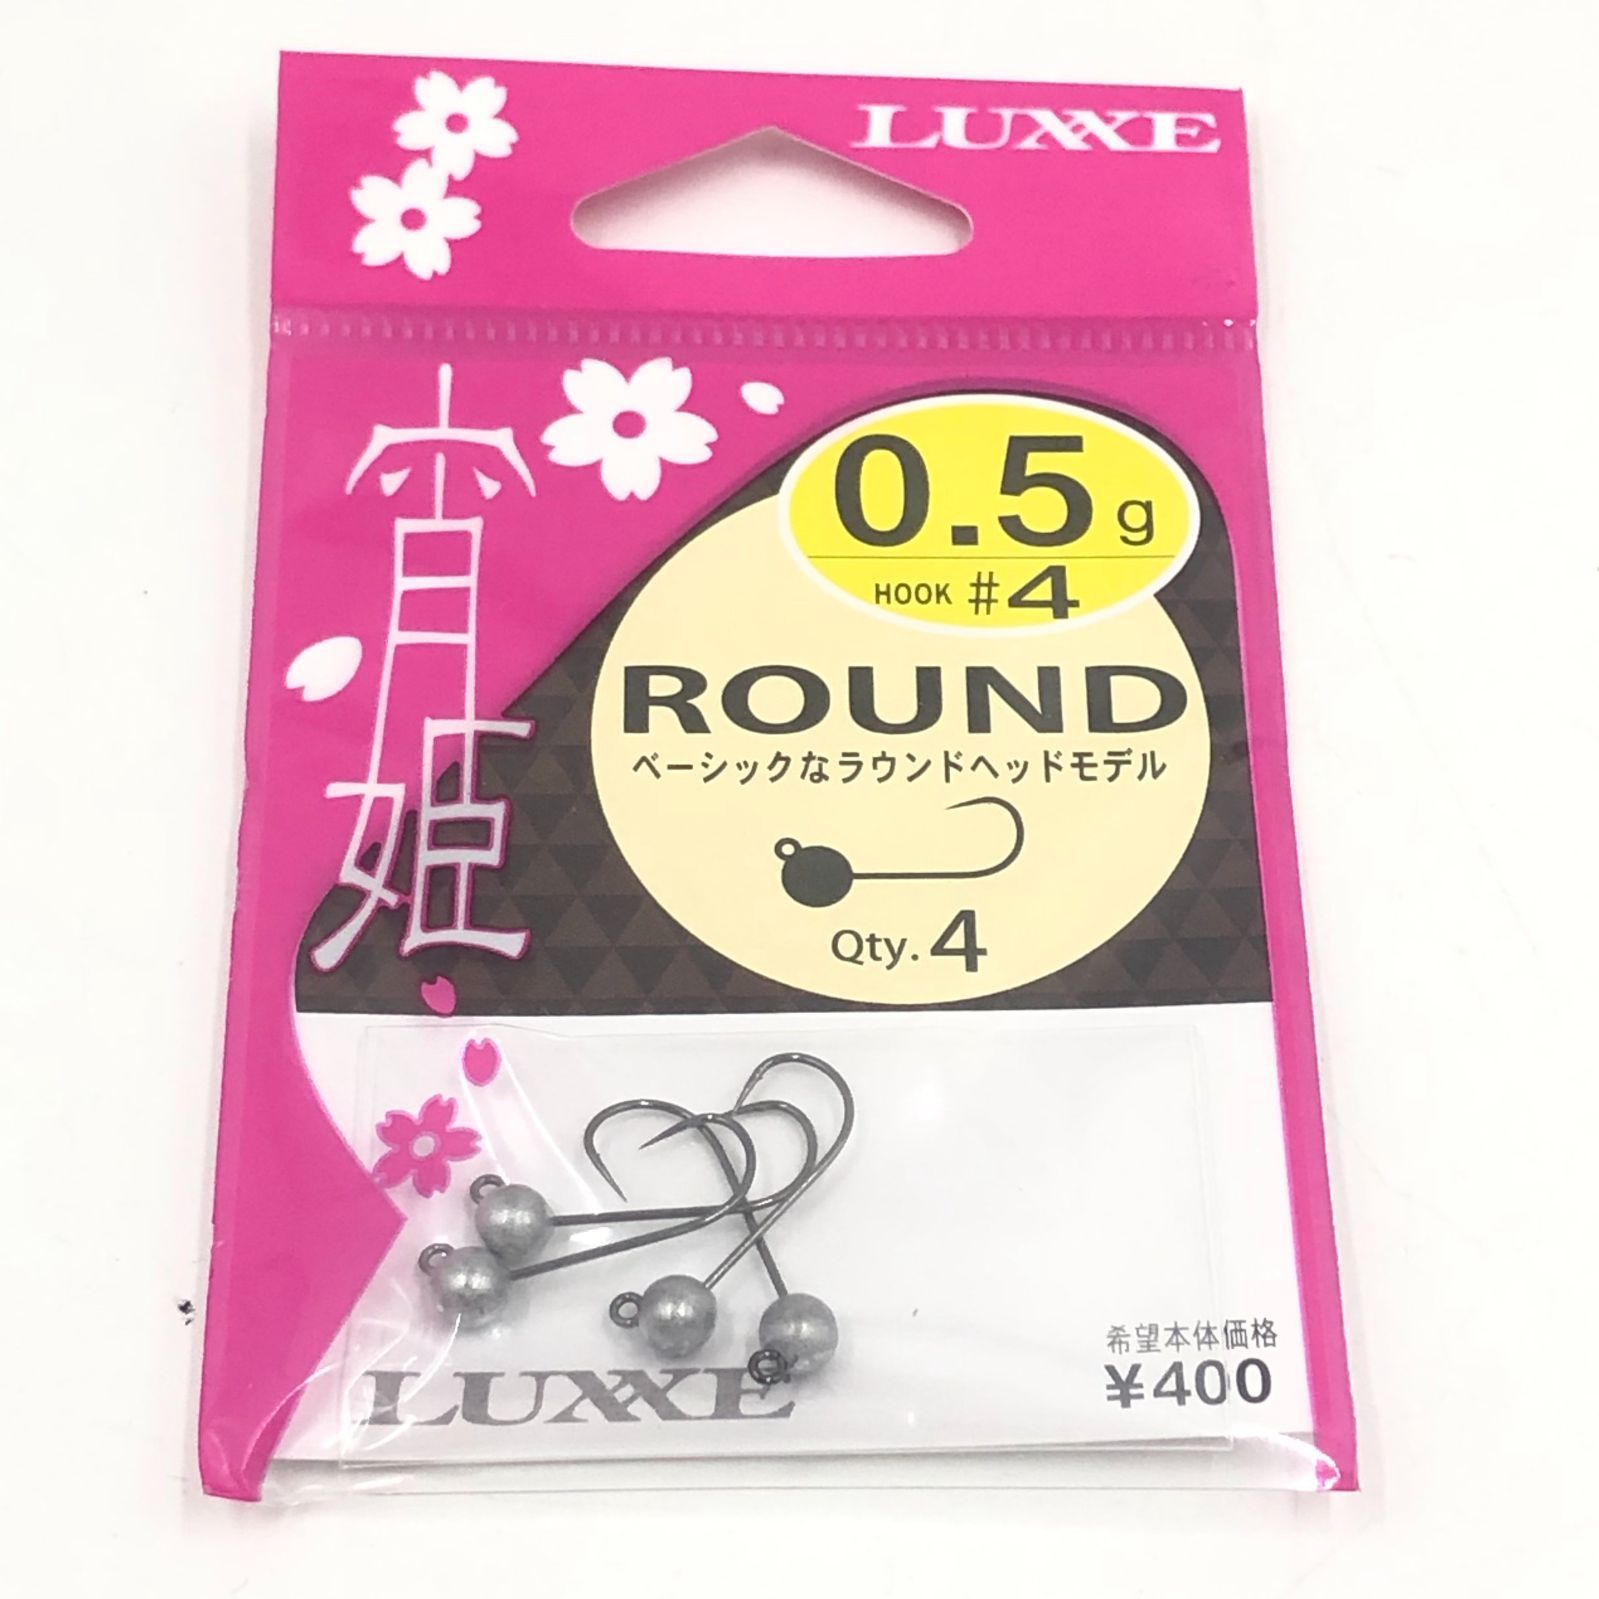 LUXXE
宵姫
0.5g
HOOK #4
ROUND
ベーシックなラウンドヘッドモデル
Qty.4
希望本体価格
¥400
LUXXE